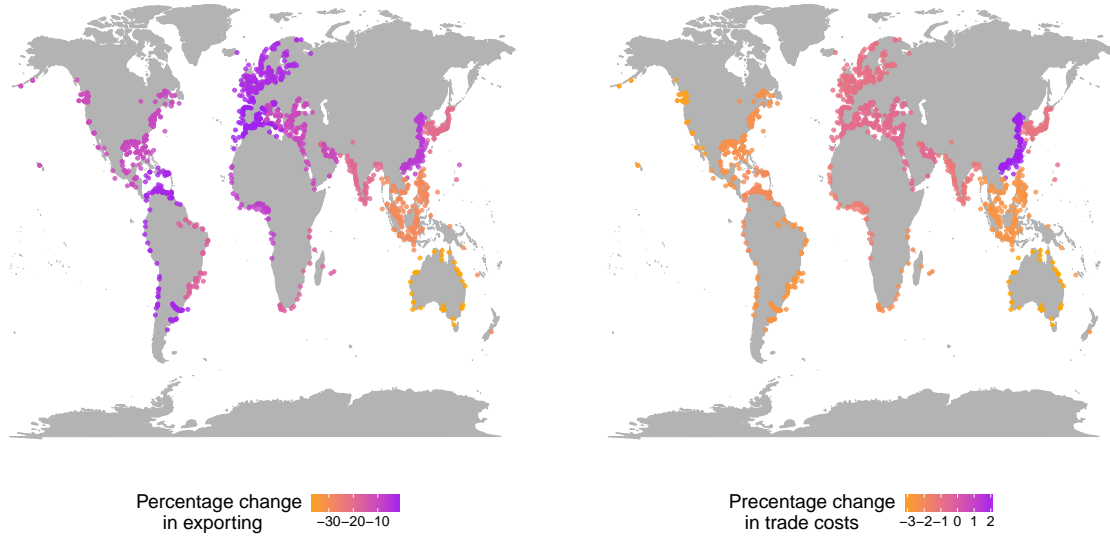 Percentage change
in exporting
−30−20−10
Precentage change
in trade costs
−3−2−1 0 1 2